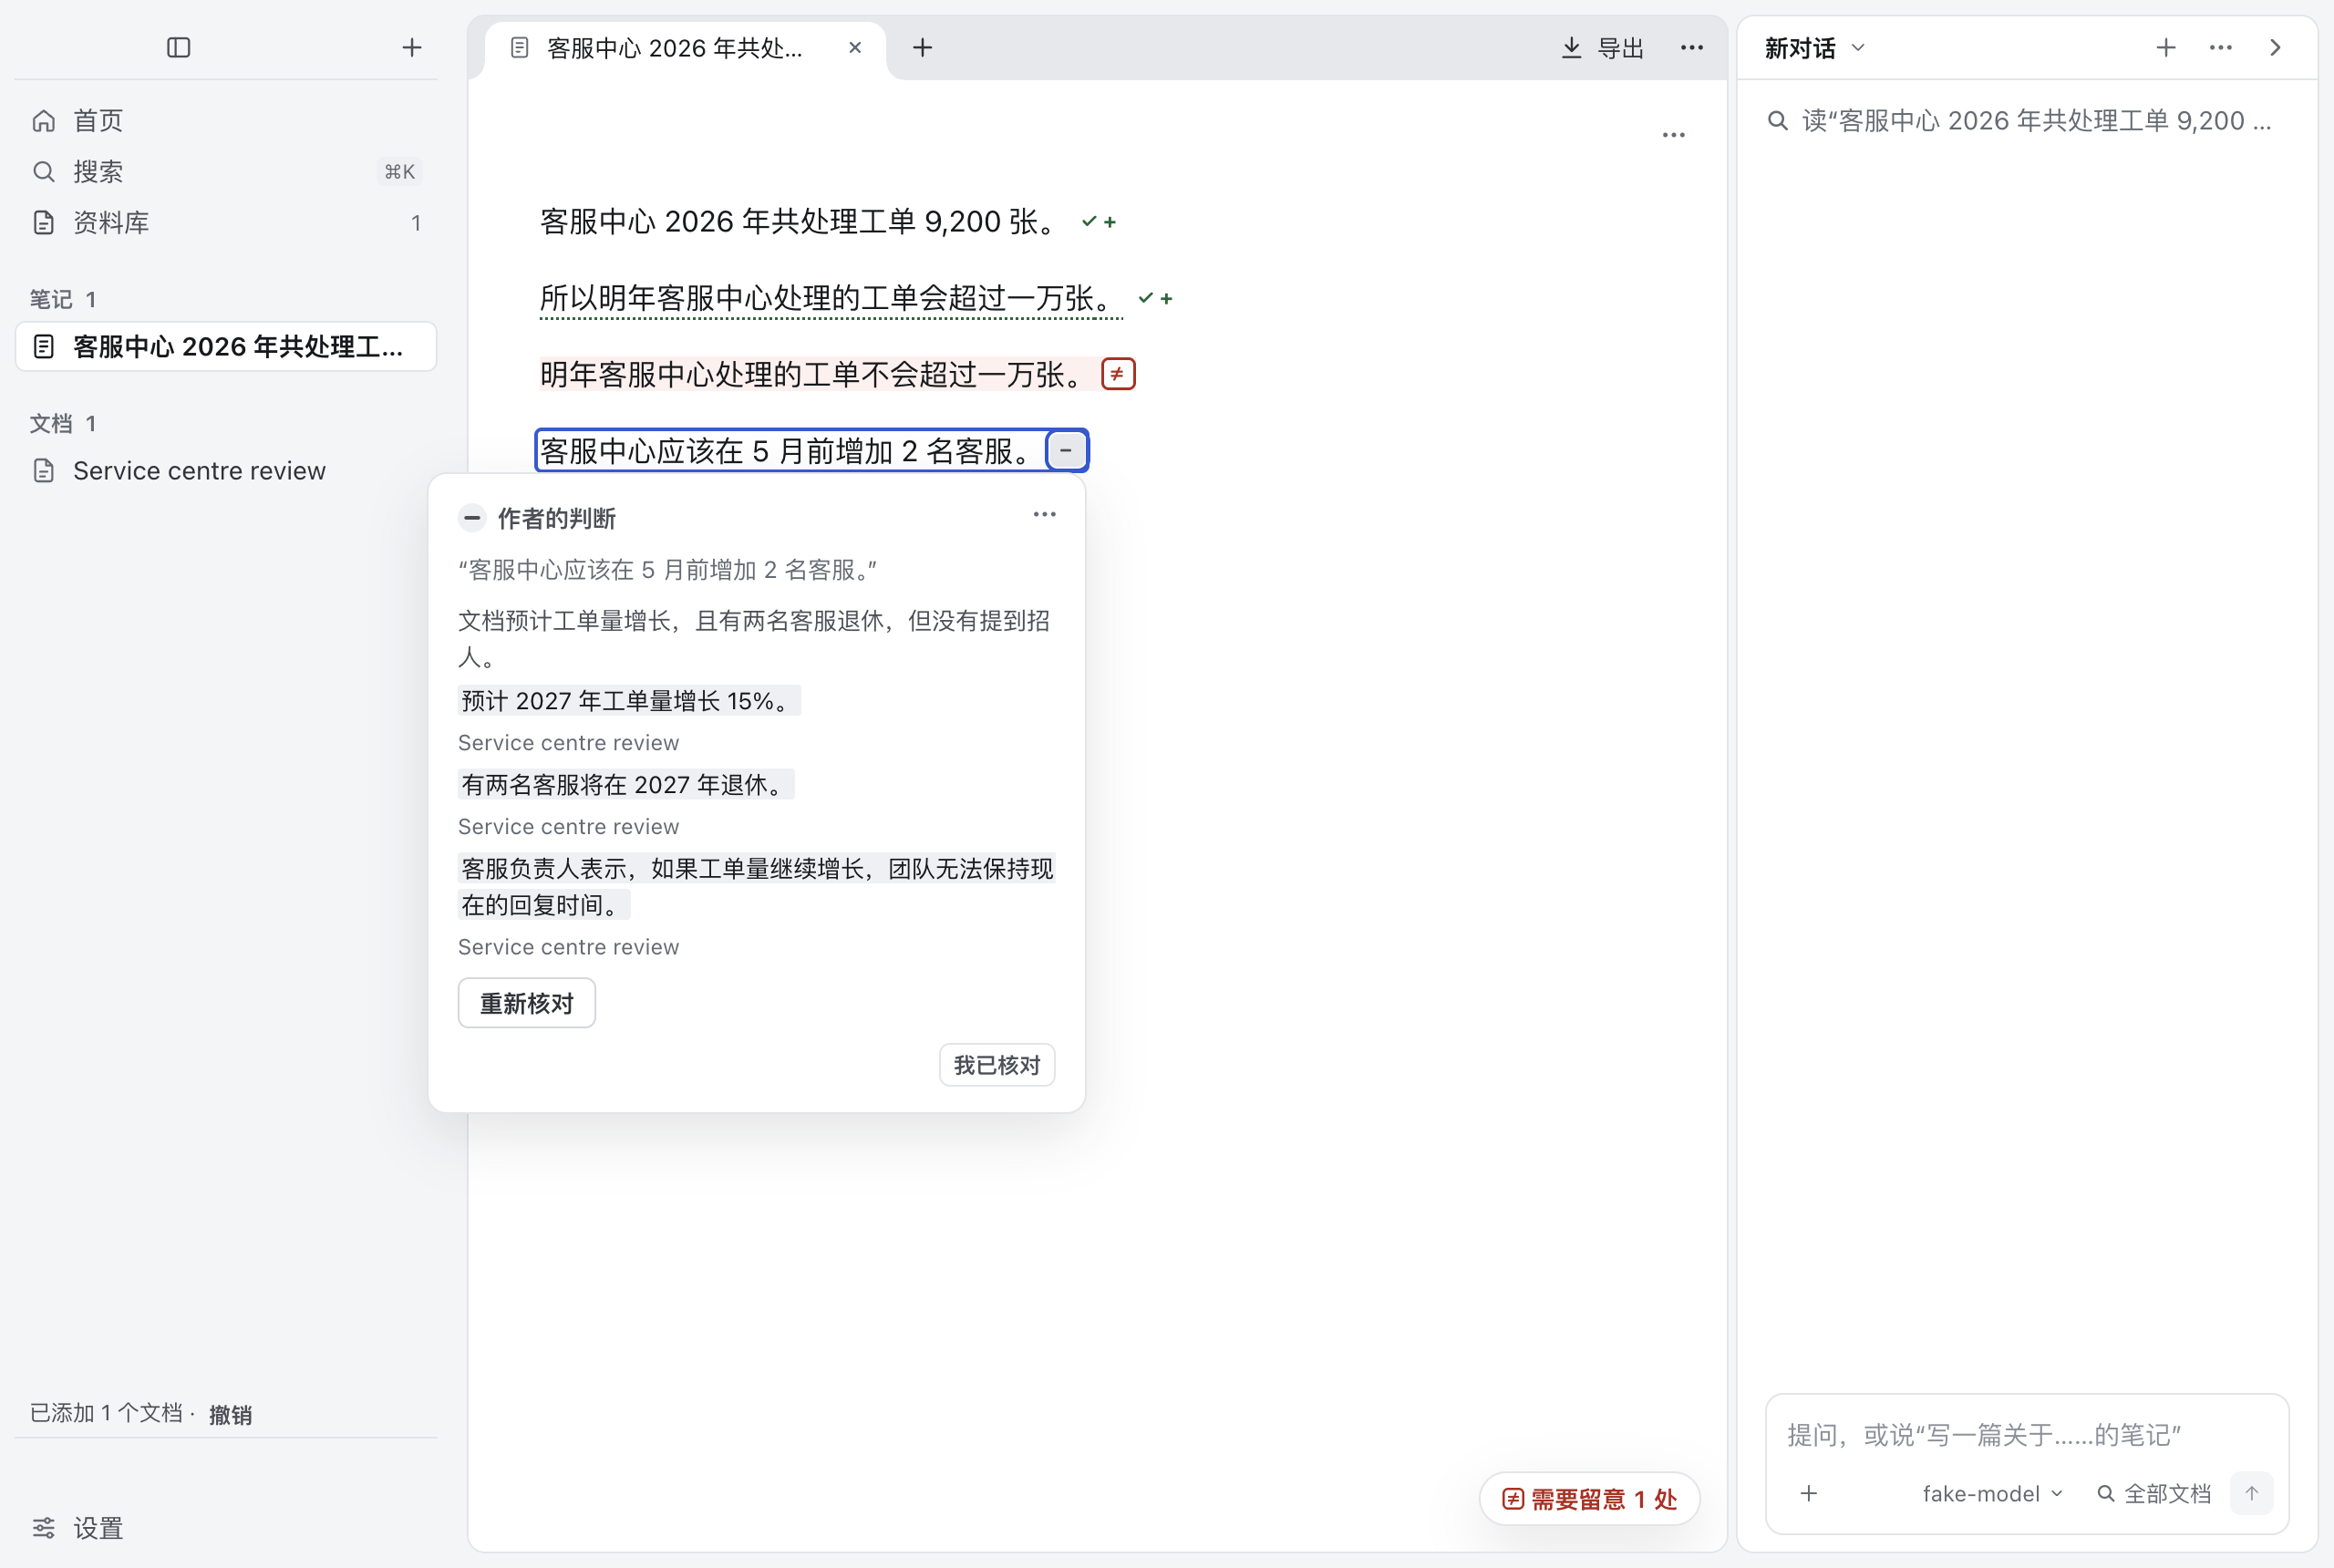 首页
搜索 ⌘K
资料库 1
笔记 1
客服中心 2026 年共处理工...
文档 1
Service centre review
已添加 1 个文档 · 撤销
设置
客服中心 2026 年共处...
导出
客服中心 2026 年共处理工单 9,200 张。
所以明年客服中心处理的工单会超过一万张。
明年客服中心处理的工单不会超过一万张。 ≠
客服中心应该在 5 月前增加 2 名客服。
作者的判断
“客服中心应该在 5 月前增加 2 名客服。”
文档预计工单量增长，且有两名客服退休，但没有提到招
人。
预计 2027 年工单量增长 15%。
Service centre review
有两名客服将在 2027 年退休。
Service centre review
客服负责人表示，如果工单量继续增长，团队无法保持现
在的回复时间。
Service centre review
重新核对
我已核对
≠ 需要留意 1 处
新对话
读“客服中心 2026 年共处理工单 9,200 ...
提问，或说“写一篇关于……的笔记”
fake-model 全部文档